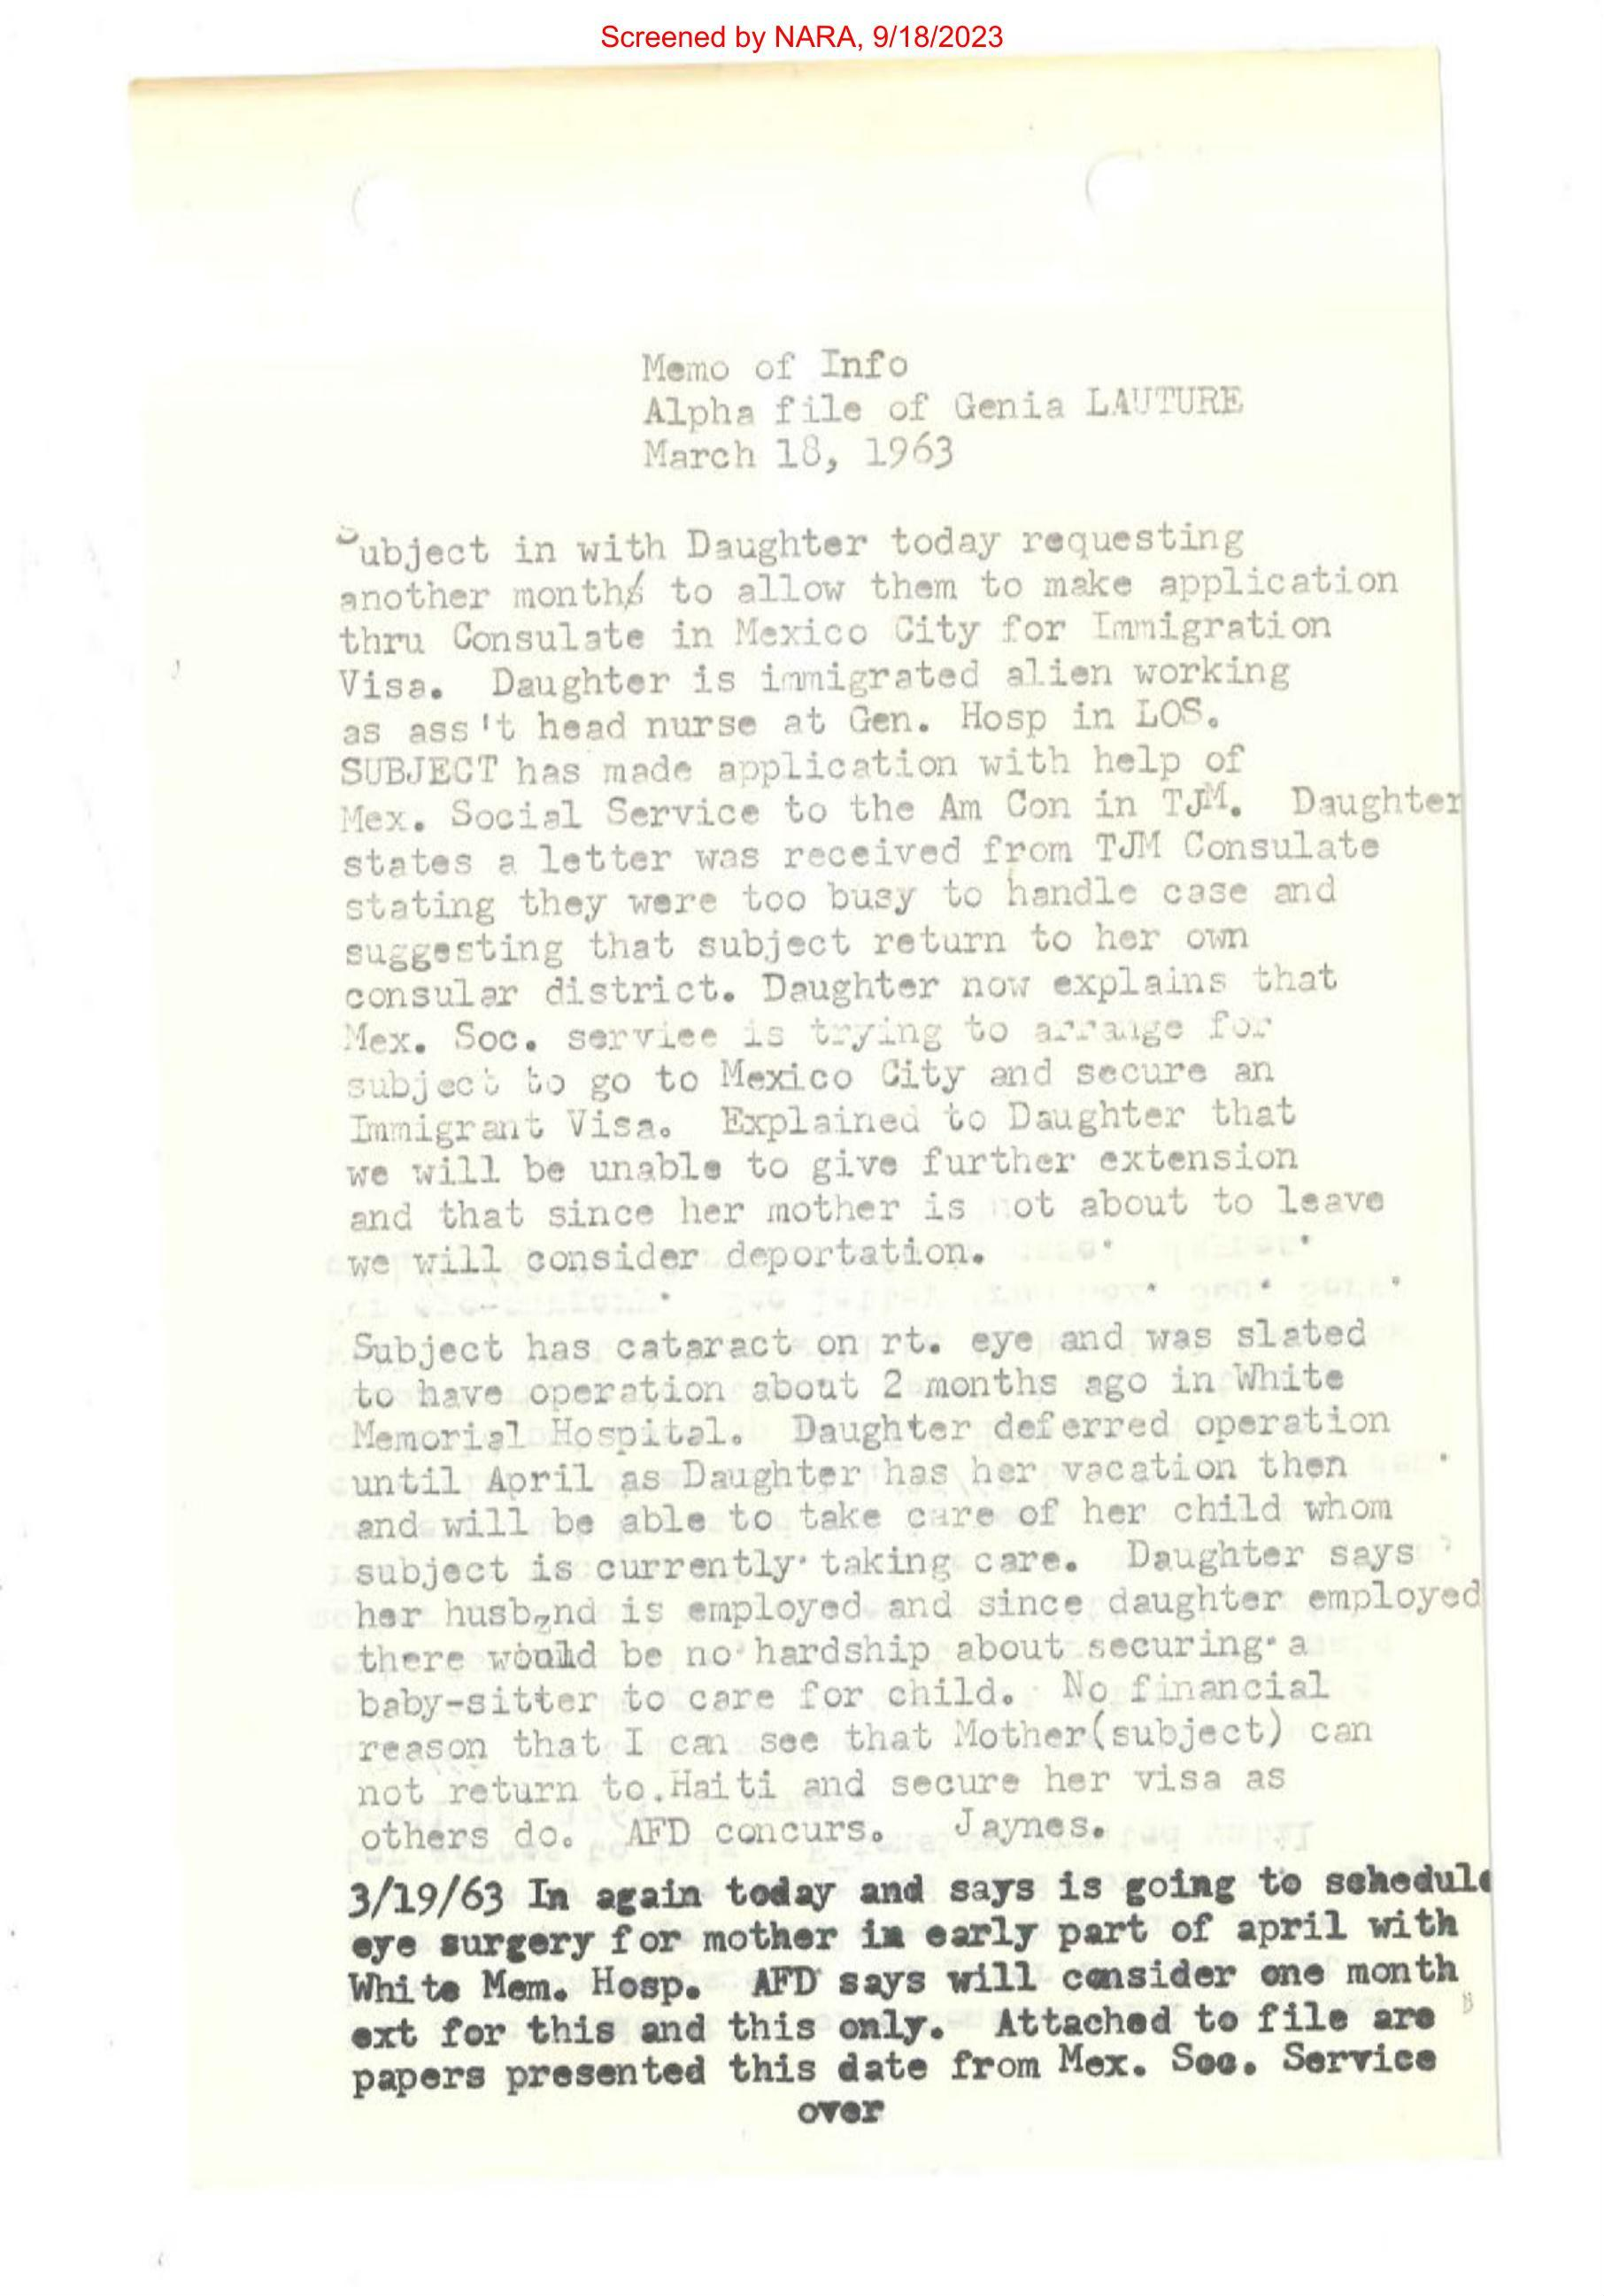 Screened by NARA, 9/18/2023
Memo of Info
Alpha file of Genia LAUTURE
March 18, 1963
Subject in with Daughter today requesting
another month to allow them to make application
thru Consulate in Mexico City for Immigration
Visa. Daughter is immigrated alien working
as ass't head nurse at Gen. Hosp in LOS.
SUBJECT has made application with help of
Mex. Social Service to the Am Con in TJM. Daughter
states a letter was received from TJM Consulate
stating they were too busy to handle case and
suggesting that subject return to her own
consular district. Daughter now explains that
Mex. Soc. serviee is trying to arrange for
subject to go to Mexico City and secure an
Immigrant Visa. Explained to Daughter that
we will be unable to give further extension
and that since her mother is not about to leave
we will consider deportation.
Subject has cataract on rt. eye and was slated
to have operation about 2 months ago in White
Memorial Hospital. Daughter deferred operation
until April as Daughter has her vacation then
and will be able to take care of her child whom
subject is currently taking care. Daughter says
her husband is employed and since daughter employed
there would be no hardship about securing a
baby-sitter to care for child. No financial
reason that I can see that Mother(subject) can
not return to.Haiti and secure her visa as
others do. AFD concurs. Jaynes.
3/19/63 In again today and says is going to schedule
eye surgery for mother in early part of april with
White Mem. Hosp. AFD says will consider one month
ext for this and this only. Attached to file are
papers presented this date from Mex. Soc. Service
over